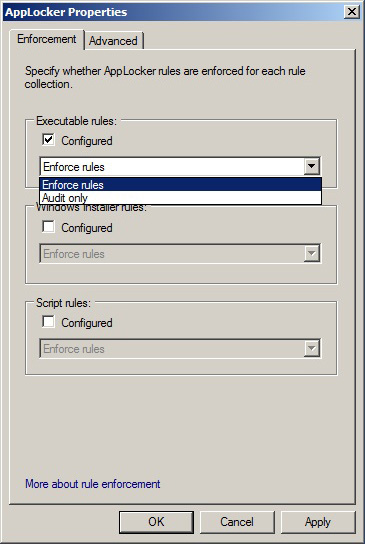 AppLocker Properties
Enforcement Advanced
Specify whether AppLocker rules are enforced for each rule
collection.
Executable rules:
Configured
Enforce rules
Enforce rules
Audit only
Windows Installer rules:
Configured
Enforce rules
Script rules:
Configured
Enforce rules
More about rule enforcement
OK Cancel Apply